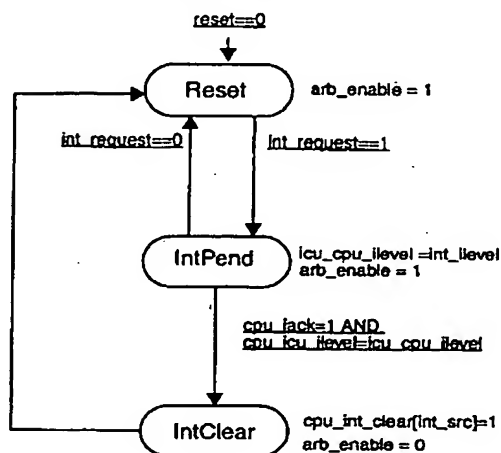 reset==0
Reset
arb_enable = 1
int_request==0
int_request==1
IntPend
icu_cpu_ilevel =int_ilevel
arb_enable = 1
cpu_iack=1 AND
cpu_icu_ilevel=icu_cpu_ilevel
IntClear
cpu_int_clear[int_src]=1
arb_enable = 0